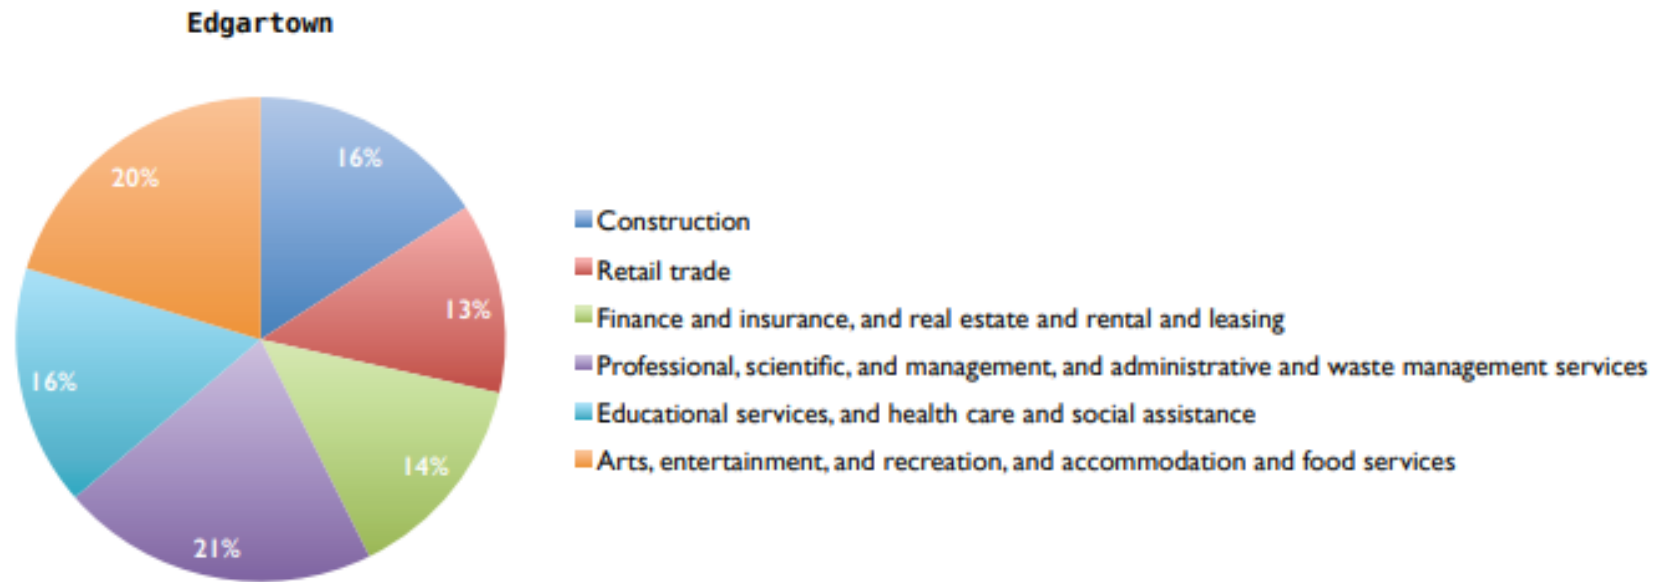 Edgartown
16%
20%
13%
16%
14%
21%
Construction
Retail trade
Finance and insurance, and real estate and rental and leasing
Professional, scientific, and management, and administrative and waste management services
Educational services, and health care and social assistance
Arts, entertainment, and recreation, and accommodation and food services